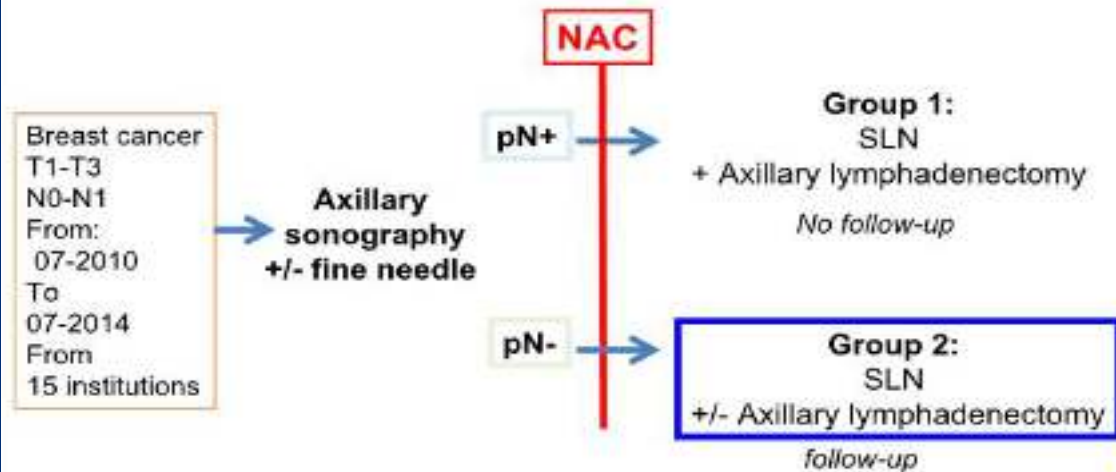 NAC
Breast cancer
T1-T3
N0-N1
From:
07-2010
To
07-2014
From
15 institutions
Axillary
sonography
+/- fine needle
pN+
Group 1:
SLN
+ Axillary lymphadenectomy
No follow-up
pN-
Group 2:
SLN
+/- Axillary lymphadenectomy
follow-up